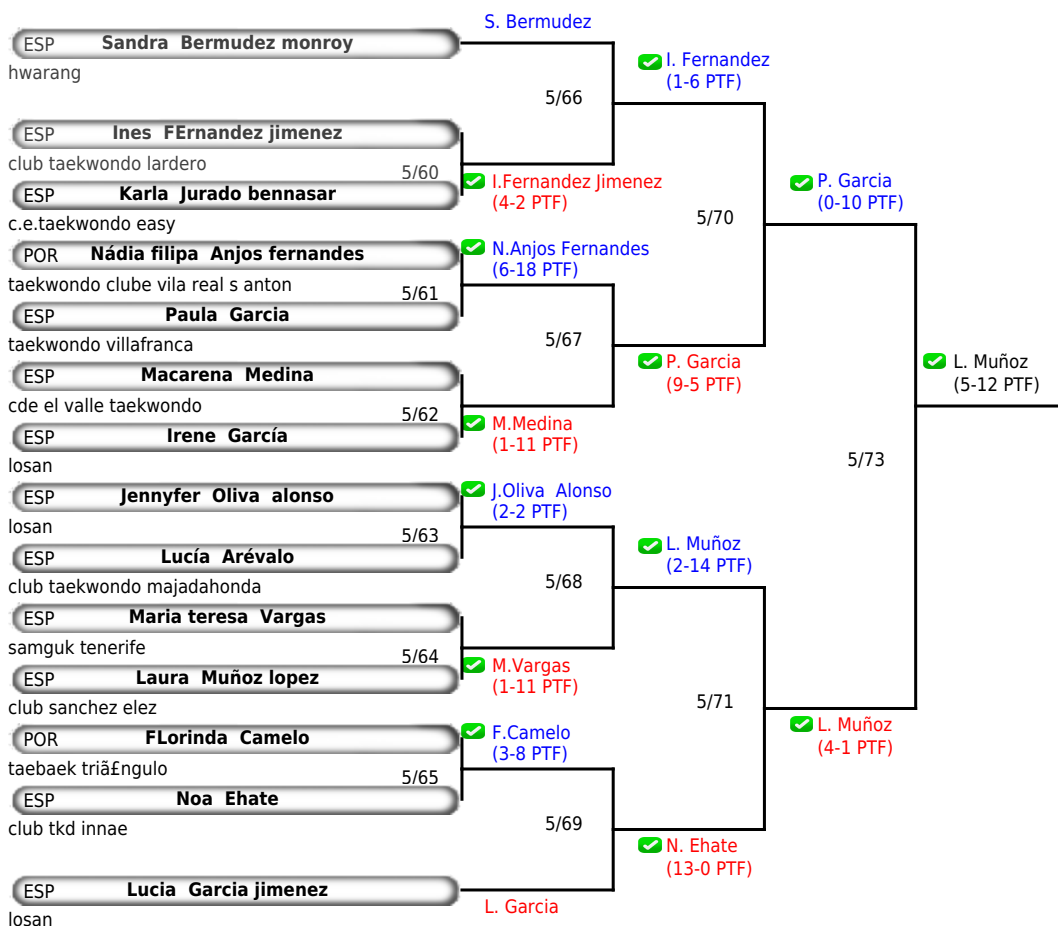 S. Bermudez
ESP Sandra Bermudez monroy
hwarang
I. Fernandez
(1-6 PTF)
5/66
ESP Ines FErnandez jimenez
club taekwondo lardero
5/60
I.Fernandez Jimenez
(4-2 PTF)
ESP Karla Jurado bennasar
c.e.taekwondo easy
P. Garcia
(0-10 PTF)
5/70
POR Nádia filipa Anjos fernandes
taekwondo clube vila real s anton
N.Anjos Fernandes
(6-18 PTF)
5/61
ESP Paula Garcia
taekwondo villafranca
5/67
P. Garcia
(9-5 PTF)
L. Muñoz
(5-12 PTF)
ESP Macarena Medina
cde el valle taekwondo
5/62
M.Medina
(1-11 PTF)
ESP Irene García
losan
5/73
ESP Jennyfer Oliva alonso
losan
J.Oliva Alonso
(2-2 PTF)
5/63
L. Muñoz
(2-14 PTF)
ESP Lucía Arévalo
club taekwondo majadahonda
5/68
ESP Maria teresa Vargas
samguk tenerife
5/64
M.Vargas
(1-11 PTF)
ESP Laura Muñoz lopez
club sanchez elez
5/71
L. Muñoz
(4-1 PTF)
POR FLorinda Camelo
taebaek triã£ngulo
F.Camelo
(3-8 PTF)
5/65
ESP Noa Ehate
club tkd innae
5/69
N. Ehate
(13-0 PTF)
ESP Lucia Garcia jimenez
losan
L. Garcia